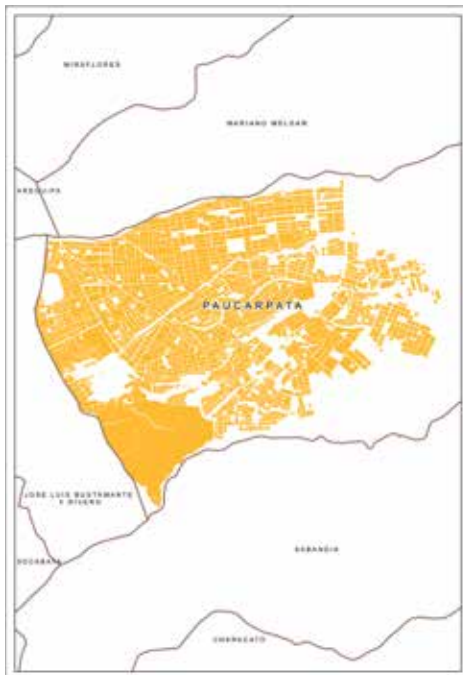 MIRAFLORES
MARIANO MELGAR
AREQUIPA
PAUCARPATA
JOSE LUIS BUSTAMANTE
Y RIVERO
SABANDIA
SOCABAYA
CHARACATO